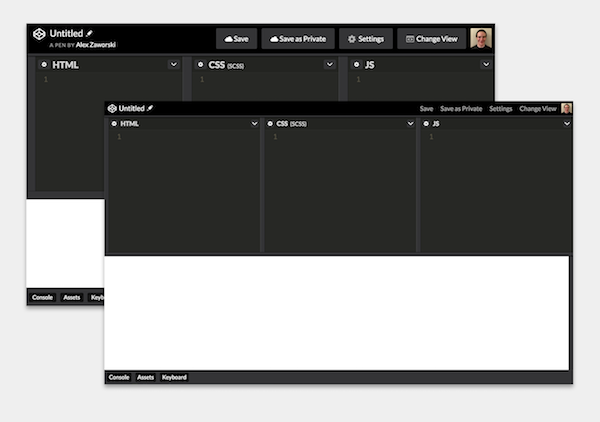 Untitled
A PEN BY Alex Zaworski
Save
Save as Private
Settings
Change View
HTML
CSS (SCSS)
JS
1
1
1
Console
Assets
Untitled
Save
Save as Private
Settings
Change View
HTML
CSS (SCSS)
JS
1
1
1
Console
Assets
Keyboard